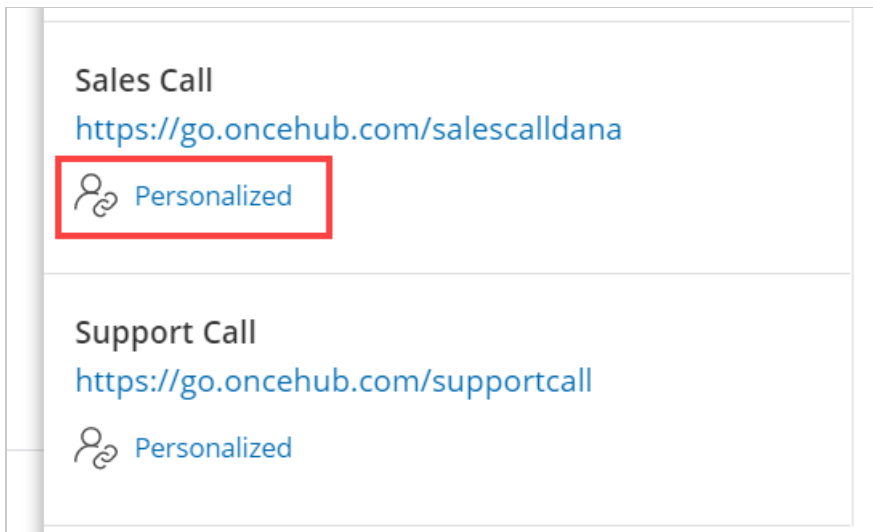 Sales Call
https://go.oncehub.com/salescalldana
Personalized
Support Call
https://go.oncehub.com/supportcall
Personalized